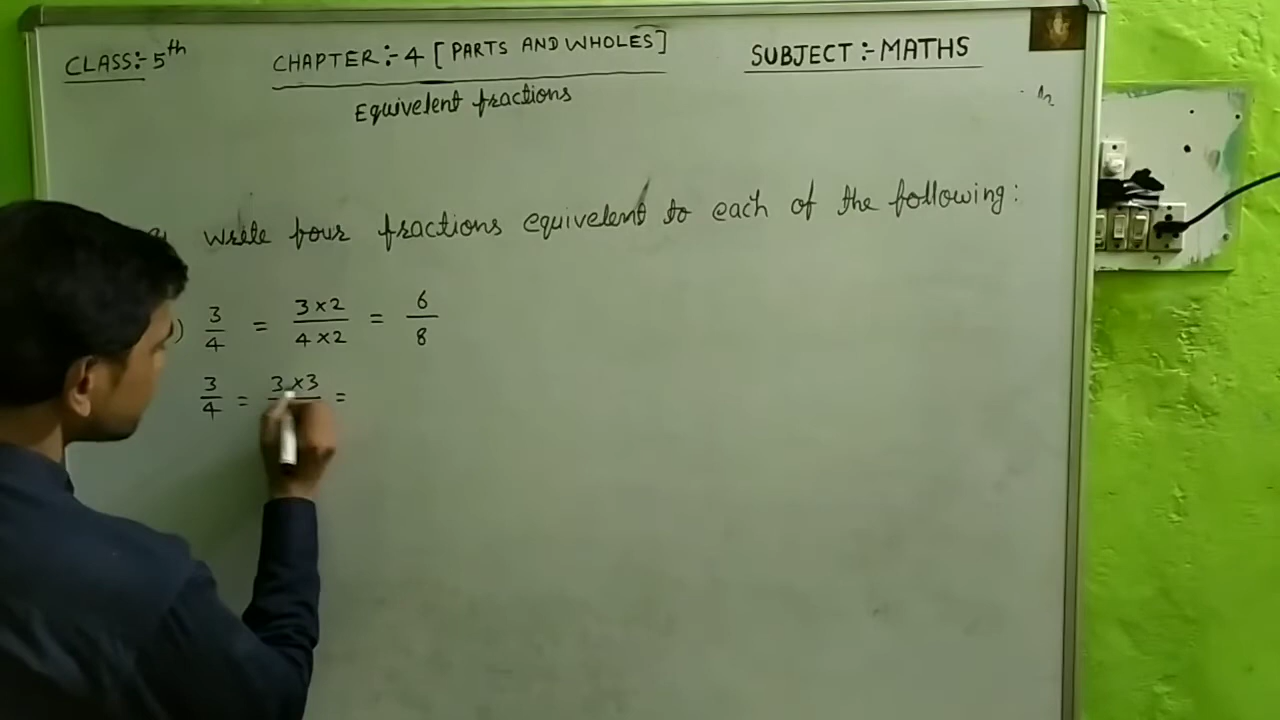 CLASS:- 5th
CHAPTER:- 4 [PARTS AND WHOLES]
SUBJECT:- MATHS
Equivelent fractions
write four fractions equivelent to each of the following:
) 3/4 = 3×2/4×2 = 6/8
3/4 = 3×3/ =